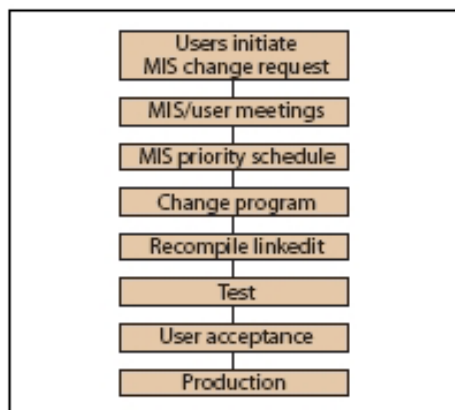 Users initiate
MIS change request
MIS/user meetings
MIS priority schedule
Change program
Recompile linkedit
Test
User acceptance
Production